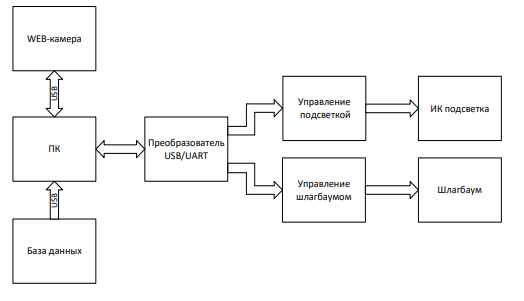 WEB-камера
USB
ПК
Преобразователь
USB/UART
Управление
подсветкой
ИК подсветка
Управление
шлагбаумом
Шлагбаум
USB
База данных